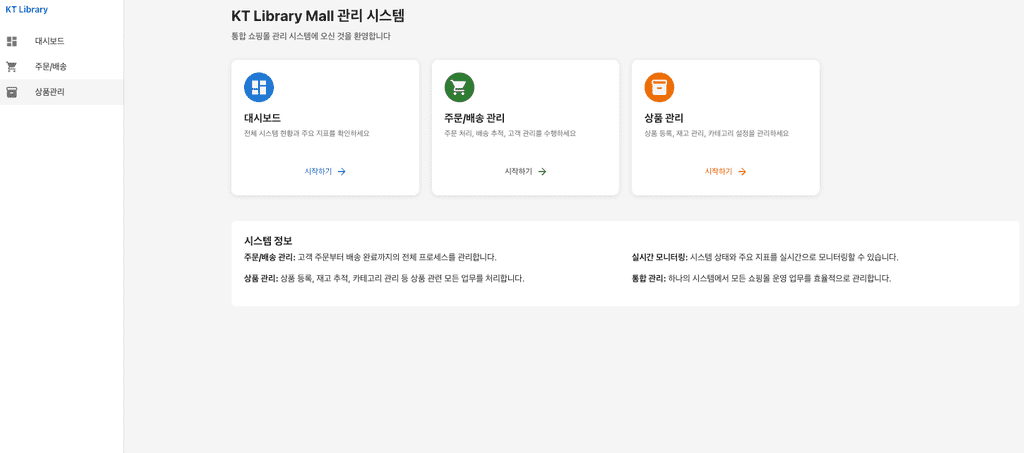 KT Library
대시보드
주문/배송
상품관리
KT Library Mall 관리 시스템
통합 쇼핑몰 관리 시스템에 오신 것을 환영합니다
대시보드
전체 시스템 현황과 주요 지표를 확인하세요
시작하기
주문/배송 관리
주문 처리, 배송 추적, 고객 관리를 수행하세요
시작하기
상품 관리
상품 등록, 재고 관리, 카테고리 설정을 관리하세요
시작하기
시스템 정보
주문/배송 관리: 고객 주문부터 배송 완료까지의 전체 프로세스를 관리합니다.
실시간 모니터링: 시스템 상태와 주요 지표를 실시간으로 모니터링할 수 있습니다.
상품 관리: 상품 등록, 재고 추적, 카테고리 관리 등 상품 관련 모든 업무를 처리합니다.
통합 관리: 하나의 시스템에서 모든 쇼핑몰 운영 업무를 효율적으로 관리합니다.